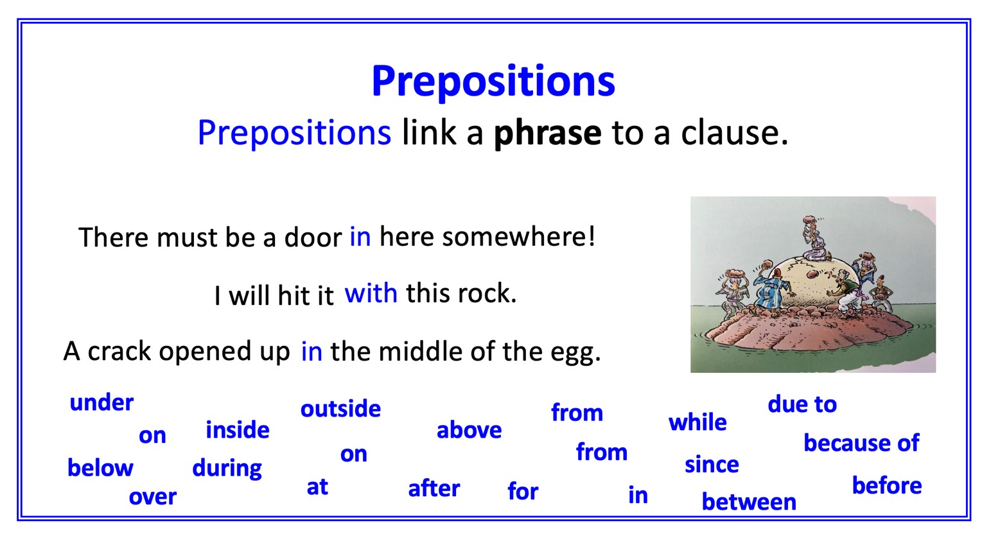 Prepositions
Prepositions link a phrase to a clause.
There must be a door in here somewhere!
I will hit it with this rock.
A crack opened up in the middle of the egg.
under
outside
from
due to
on
inside
above
while
below
during
on
from
since
because of
over
at
after
for
in
between
before